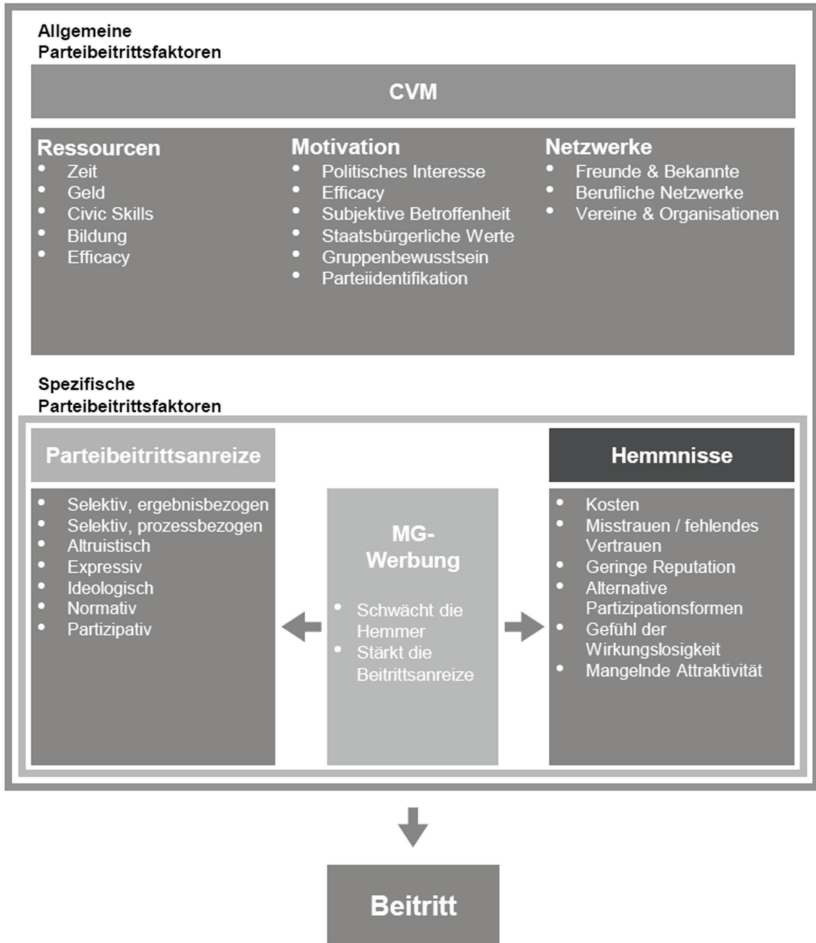 Allgemeine
Parteibeitrittsfaktoren
CVM
Ressourcen
• Zeit
• Geld
• Civic Skills
• Bildung
• Efficacy
Motivation
• Politisches Interesse
• Efficacy
• Subjektive Betroffenheit
• Staatsbürgerliche Werte
• Gruppenbewusstsein
• Parteiidentifikation
Netzwerke
• Freunde & Bekannte
• Berufliche Netzwerke
• Vereine & Organisationen
Spezifische
Parteibeitrittsfaktoren
Parteibeitrittsanreize
• Selektiv, ergebnisbezogen
• Selektiv, prozessbezogen
• Altruistisch
• Expressiv
• Ideologisch
• Normativ
• Partizipativ
MG-
Werbung
• Schwächt die
Hemmer
• Stärkt die
Beitrittsanreize
Hemmnisse
• Kosten
• Misstrauen / fehlendes
Vertrauen
• Geringe Reputation
• Alternative
Partizipationsformen
• Gefühl der
Wirkungslosigkeit
• Mangelnde Attraktivität
Beitritt